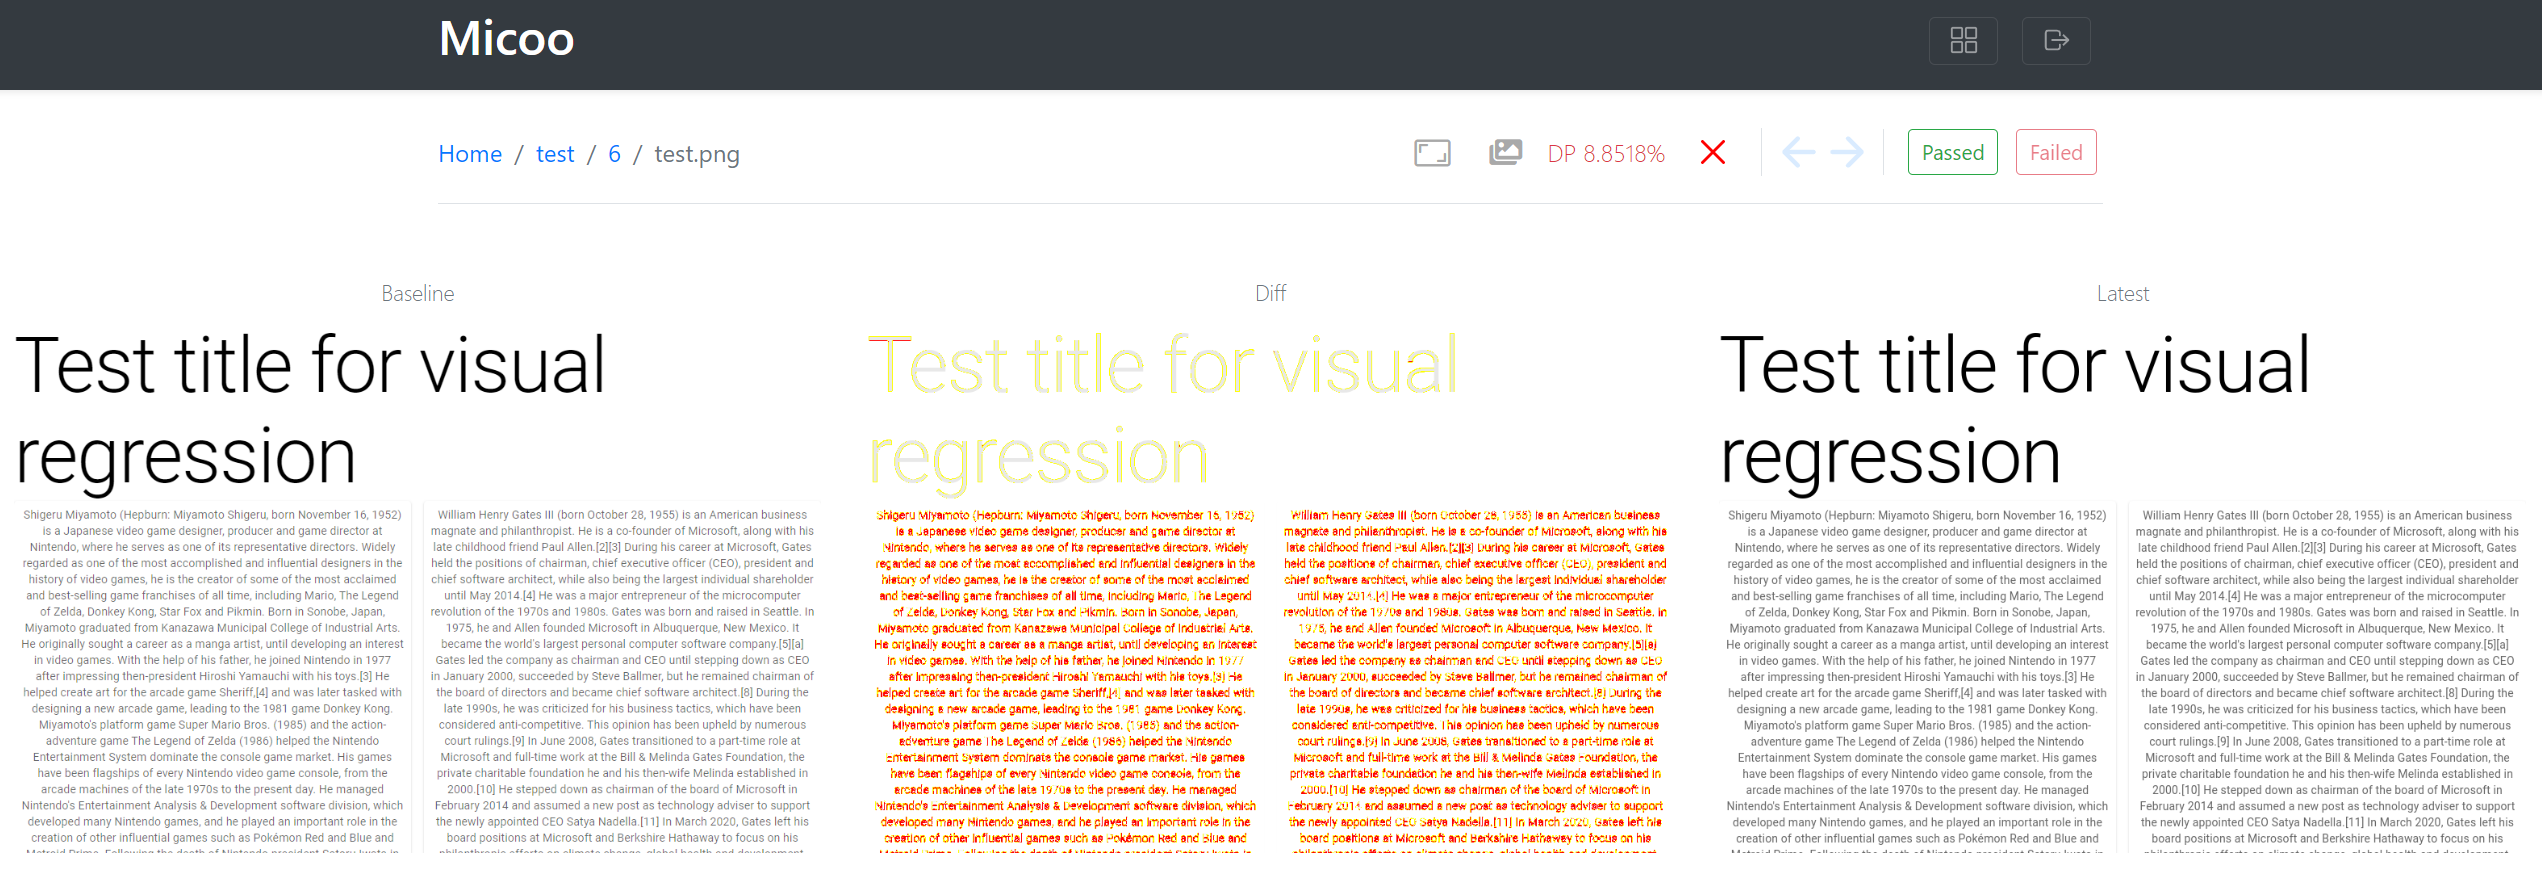 Micoo
Home / test / 6 / test.png
DP 8.8518%
Passed
Failed
Baseline
Test title for visual
regression
Shigeru Miyamoto (Hepburn: Miyamoto Shigeru, born November 16, 1952)
is a Japanese video game designer, producer and game director at
Nintendo, where he serves as one of its representative directors. Widely
regarded as one of the most accomplished and influential designers in the
history of video games, he is the creator of some of the most acclaimed
and best-selling game franchises of all time, including Mario, The Legend
of Zelda, Donkey Kong, Star Fox and Pikmin. Born in Sonobe, Japan,
Miyamoto graduated from Kanazawa Municipal College of Industrial Arts.
He originally sought a career as a manga artist, until developing an interest
in video games. With the help of his father, he joined Nintendo in 1977
after impressing then-president Hiroshi Yamauchi with his toys.[3] He
helped create art for the arcade game Sheriff,[4] and was later tasked with
designing a new arcade game, leading to the 1981 game Donkey Kong.
Miyamoto's platform game Super Mario Bros. (1985) and the action-
adventure game The Legend of Zelda (1986) helped the Nintendo
Entertainment System dominate the console game market. His games
have been flagships of every Nintendo video game console, from the
arcade machines of the late 1970s to the present day. He managed
Nintendo's Entertainment Analysis & Development software division, which
developed many Nintendo games, and he played an important role in the
creation of other influential games such as Pokémon Red and Blue and
William Henry Gates III (born October 28, 1955) is an American business
magnate and philanthropist. He is a co-founder of Microsoft, along with his
late childhood friend Paul Allen.[2][3] During his career at Microsoft, Gates
held the positions of chairman, chief executive officer (CEO), president and
chief software architect, while also being the largest individual shareholder
until May 2014.[4] He was a major entrepreneur of the microcomputer
revolution of the 1970s and 1980s. Gates was born and raised in Seattle. In
1975, he and Allen founded Microsoft in Albuquerque, New Mexico. It
became the world's largest personal computer software company.[5][a]
Gates led the company as chairman and CEO until stepping down as CEO
in January 2000, succeeded by Steve Ballmer, but he remained chairman of
the board of directors and became chief software architect.[8] During the
late 1990s, he was criticized for his business tactics, which have been
considered anti-competitive. This opinion has been upheld by numerous
court rulings.[9] In June 2008, Gates transitioned to a part-time role at
Microsoft and full-time work at the Bill & Melinda Gates Foundation, the
private charitable foundation he and his then-wife Melinda established in
2000.[10] He stepped down as chairman of the board of Microsoft in
February 2014 and assumed a new post as technology adviser to support
the newly appointed CEO Satya Nadella.[11] In March 2020, Gates left his
board positions at Microsoft and Berkshire Hathaway to focus on his
Diff
Test title for visual
regression
Shigeru Miyamoto (Hepburn: Miyamoto Shigeru, born November 16, 1952)
is a Japanese video game designer, producer and game director at
Nintendo, where he serves as one of its representative directors. Widely
regarded as one of the most accomplished and influential designers in the
history of video games, he is the creator of some of the most acclaimed
and best-selling game franchises of all time, including Mario, The Legend
of Zelda, Donkey Kong, Star Fox and Pikmin. Born in Sonobe, Japan,
Miyamoto graduated from Kanazawa Municipal College of Industrial Arts.
He originally sought a career as a manga artist, until developing an interest
in video games. With the help of his father, he joined Nintendo in 1977
after impressing then-president Hiroshi Yamauchi with his toys.[3] He
helped create art for the arcade game Sheriff,[4] and was later tasked with
designing a new arcade game, leading to the 1981 game Donkey Kong.
Miyamoto's platform game Super Mario Bros. (1985) and the action-
adventure game The Legend of Zelda (1986) helped the Nintendo
Entertainment System dominate the console game market. His games
have been flagships of every Nintendo video game console, from the
arcade machines of the late 1970s to the present day. He managed
Nintendo's Entertainment Analysis & Development software division, which
developed many Nintendo games, and he played an important role in the
creation of other influential games such as Pokémon Red and Blue and
William Henry Gates III (born October 28, 1955) is an American business
magnate and philanthropist. He is a co-founder of Microsoft, along with his
late childhood friend Paul Allen.[2][3] During his career at Microsoft, Gates
held the positions of chairman, chief executive officer (CEO), president and
chief software architect, while also being the largest individual shareholder
until May 2014.[4] He was a major entrepreneur of the microcomputer
revolution of the 1970s and 1980s. Gates was born and raised in Seattle. In
1975, he and Allen founded Microsoft in Albuquerque, New Mexico. It
became the world's largest personal computer software company.[5][a]
Gates led the company as chairman and CEO until stepping down as CEO
in January 2000, succeeded by Steve Ballmer, but he remained chairman of
the board of directors and became chief software architect.[8] During the
late 1990s, he was criticized for his business tactics, which have been
considered anti-competitive. This opinion has been upheld by numerous
court rulings.[9] In June 2008, Gates transitioned to a part-time role at
Microsoft and full-time work at the Bill & Melinda Gates Foundation, the
private charitable foundation he and his then-wife Melinda established in
2000.[10] He stepped down as chairman of the board of Microsoft in
February 2014 and assumed a new post as technology adviser to support
the newly appointed CEO Satya Nadella.[11] In March 2020, Gates left his
board positions at Microsoft and Berkshire Hathaway to focus on his
Latest
Test title for visual
regression
Shigeru Miyamoto (Hepburn: Miyamoto Shigeru, born November 16, 1952)
is a Japanese video game designer, producer and game director at
Nintendo, where he serves as one of its representative directors. Widely
regarded as one of the most accomplished and influential designers in the
history of video games, he is the creator of some of the most acclaimed
and best-selling game franchises of all time, including Mario, The Legend
of Zelda, Donkey Kong, Star Fox and Pikmin. Born in Sonobe, Japan,
Miyamoto graduated from Kanazawa Municipal College of Industrial Arts.
He originally sought a career as a manga artist, until developing an interest
in video games. With the help of his father, he joined Nintendo in 1977
after impressing then-president Hiroshi Yamauchi with his toys.[3] He
helped create art for the arcade game Sheriff,[4] and was later tasked with
designing a new arcade game, leading to the 1981 game Donkey Kong.
Miyamoto's platform game Super Mario Bros. (1985) and the action-
adventure game The Legend of Zelda (1986) helped the Nintendo
Entertainment System dominate the console game market. His games
have been flagships of every Nintendo video game console, from the
arcade machines of the late 1970s to the present day. He managed
Nintendo's Entertainment Analysis & Development software division, which
developed many Nintendo games, and he played an important role in the
creation of other influential games such as Pokémon Red and Blue and
William Henry Gates III (born October 28, 1955) is an American business
magnate and philanthropist. He is a co-founder of Microsoft, along with his
late childhood friend Paul Allen.[2][3] During his career at Microsoft, Gates
held the positions of chairman, chief executive officer (CEO), president and
chief software architect, while also being the largest individual shareholder
until May 2014.[4] He was a major entrepreneur of the microcomputer
revolution of the 1970s and 1980s. Gates was born and raised in Seattle. In
1975, he and Allen founded Microsoft in Albuquerque, New Mexico. It
became the world's largest personal computer software company.[5][a]
Gates led the company as chairman and CEO until stepping down as CEO
in January 2000, succeeded by Steve Ballmer, but he remained chairman of
the board of directors and became chief software architect.[8] During the
late 1990s, he was criticized for his business tactics, which have been
considered anti-competitive. This opinion has been upheld by numerous
court rulings.[9] In June 2008, Gates transitioned to a part-time role at
Microsoft and full-time work at the Bill & Melinda Gates Foundation, the
private charitable foundation he and his then-wife Melinda established in
2000.[10] He stepped down as chairman of the board of Microsoft in
February 2014 and assumed a new post as technology adviser to support
the newly appointed CEO Satya Nadella.[11] In March 2020, Gates left his
board positions at Microsoft and Berkshire Hathaway to focus on his